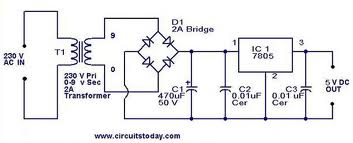 D1
2A Bridge
230 V
AC IN
T1
9
0
230 V Pri
0-9 v Sec
2A
Transformer
IC 1
7805
1
2
3
+
C1
470uF
50 V
C2
0.01uF
Cer
C3
0.01 uF
Cer
5 V DC
OUT
www.circuitstoday.com